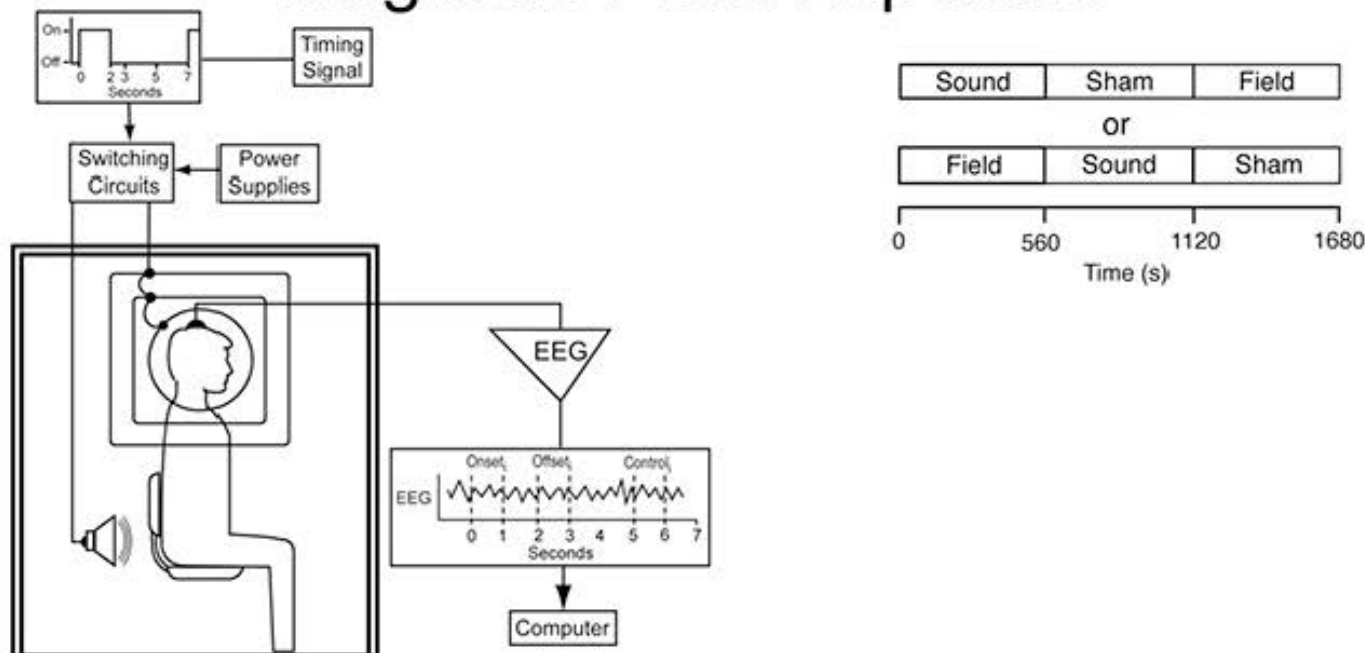 On
Off
0 2 3 5 7
Seconds
Timing
Signal
Switching
Circuits
Power
Supplies
EEG
Onset Offset Control
EEG
0 1 2 3 4 5 6 7
Seconds
Computer
Sound Sham Field
or
Field Sound Sham
0 560 1120 1680
Time (s)